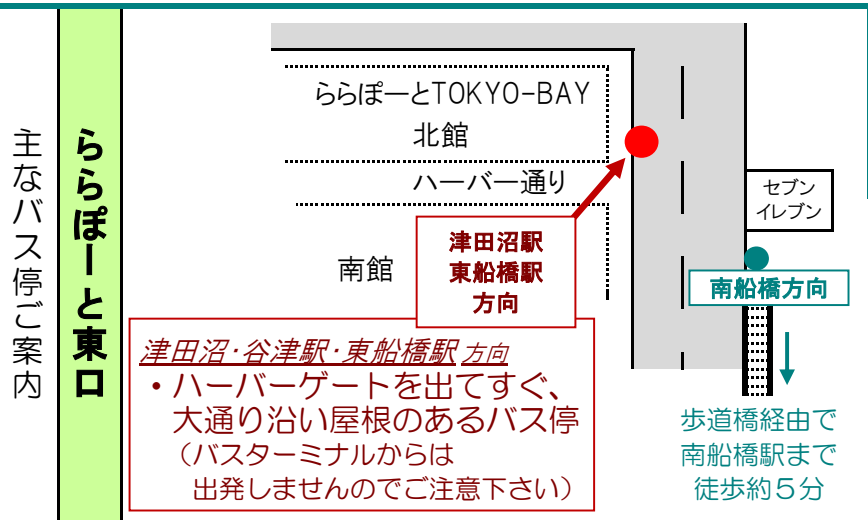 主なバス停ご案内
ららぽーと東口
ららぽーとTOKYO-BAY
北館
ハーバー通り
南館
津田沼駅
東船橋駅
方向
セブン
イレブン
南船橋方向
津田沼・谷津駅・東船橋駅 方向
・ハーバーゲートを出てすぐ、
大通り沿い屋根のあるバス停
（バスターミナルからは
出発しませんのでご注意下さい）
歩道橋経由で
南船橋駅まで
徒歩約５分